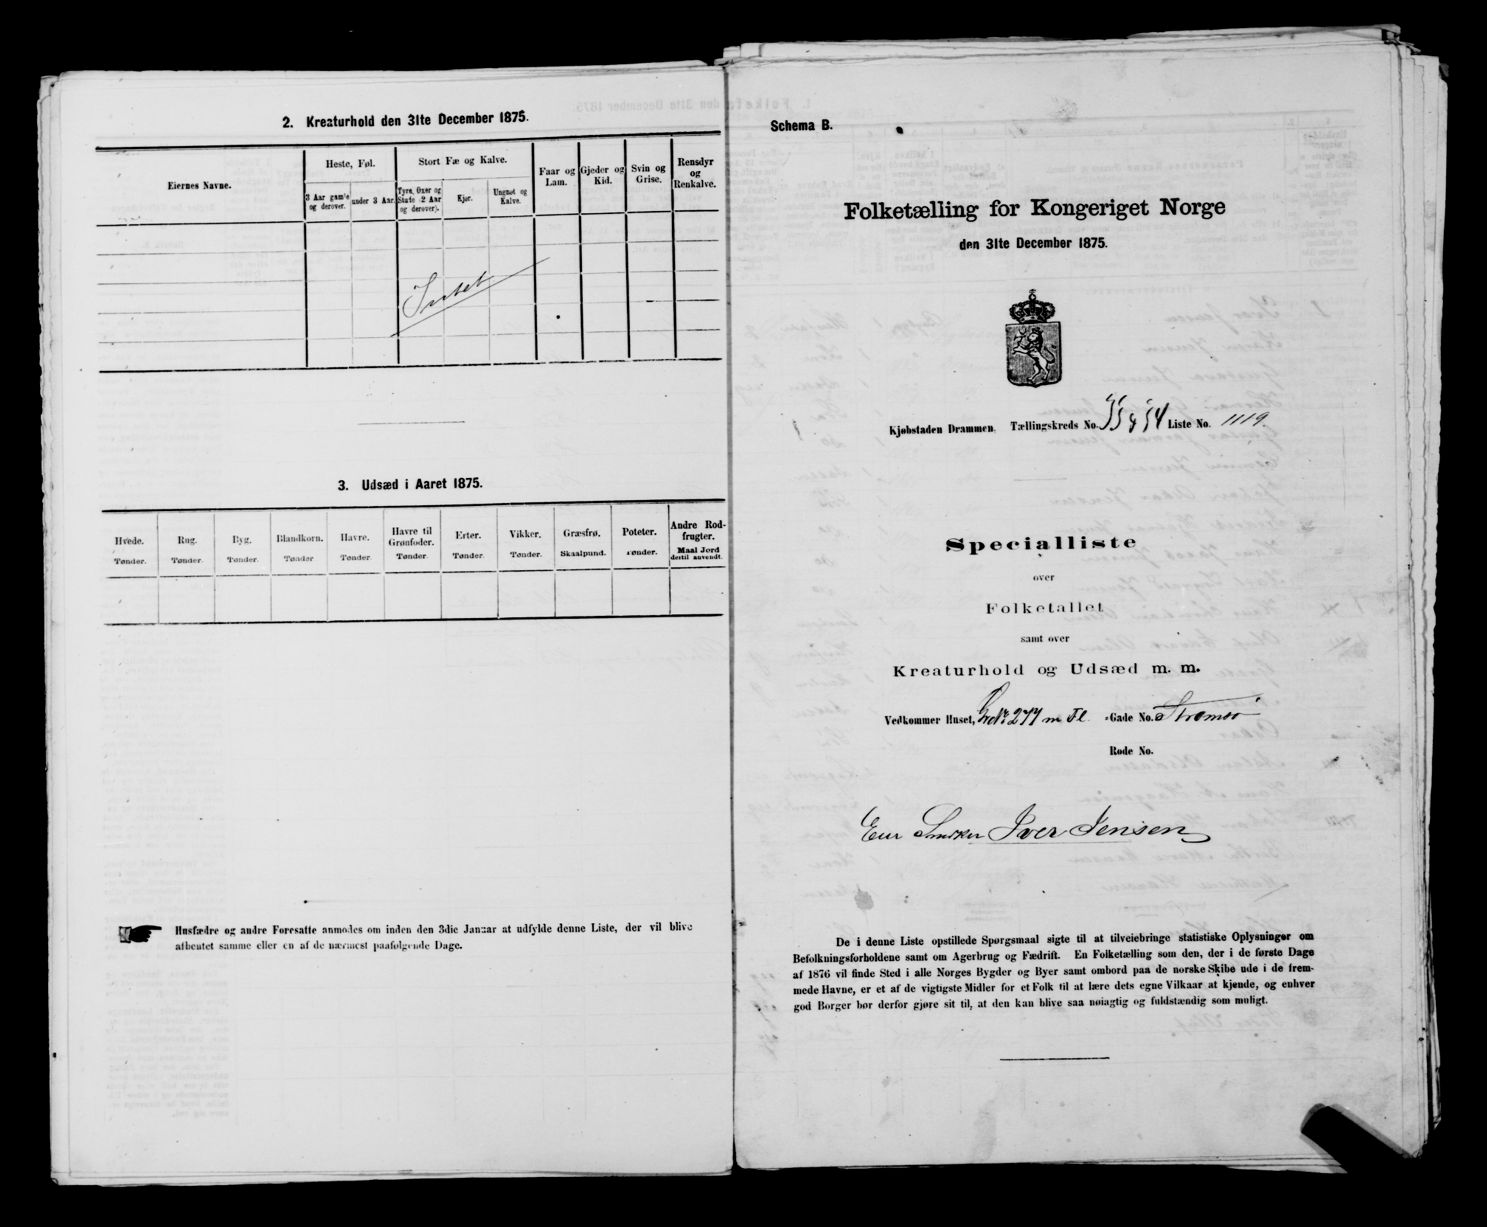 2. Kreaturhold den 31te December 1875.
Eiernes Navne.
Heste, Føl.
Stort Fæ og Kalve.
Faar og Lam.
Gjeder og Kid.
Svin og Grise.
Rensdyr og Renkalve.
3 Aar gamle og derover.
under 3 Aar.
Tyre, Oxer og Stute (2 Aar og derover).
Kjør.
Ungnøt og Kalve.
Intet
3. Udsæd i Aaret 1875.
Hvede. Rug. Byg. Blandkorn. Havre. Havre til Grønfoder. Erter. Vikker. Græsfrø. Poteter. Andre Rodfrugter.
Tønder. Tønder. Tønder. Tønder Tønder. Tønder. Tønder. Tønder. Skaalpund. Tønder. Maal Jord dertil anvendt.
Husfædre og andre Foresatte anmodes om inden den 3die Januar at udfylde denne Liste, der vil blive
afhentet samme eller en af de nærmest paafølgende Dage.
Schema B.
Folketælling for Kongeriget Norge
den 31te December 1875.
Kjøbstaden Drammen. Tællingskreds No. Liste No. 1119.
Specialliste
over
Folketallet
samt over
Kreaturhold og Udsæd m. m.
Vedkommer Huset, 277 m Fl. Gade No. Strømsø
Rode No.
Eier Snedker Iver Jensen
De i denne Liste opstillede Spørgsmaal sigte til at tilveiebringe statistiske Oplysninger om
Befolkningsforholdene samt om Agerbrug og Fædrift. En Folketælling som den, der i de første Dage
af 1876 vil finde Sted i alle Norges Bygder og Byer samt ombord paa de norske Skibe ude i de frem-
mede Havne, er et af de vigtigste Midler for et Folk til at lære dets egne Vilkaar at kjende, og enhver
god Borger bør derfor gjøre sit til, at den kan blive saa nøiagtig og fuldstændig som muligt.